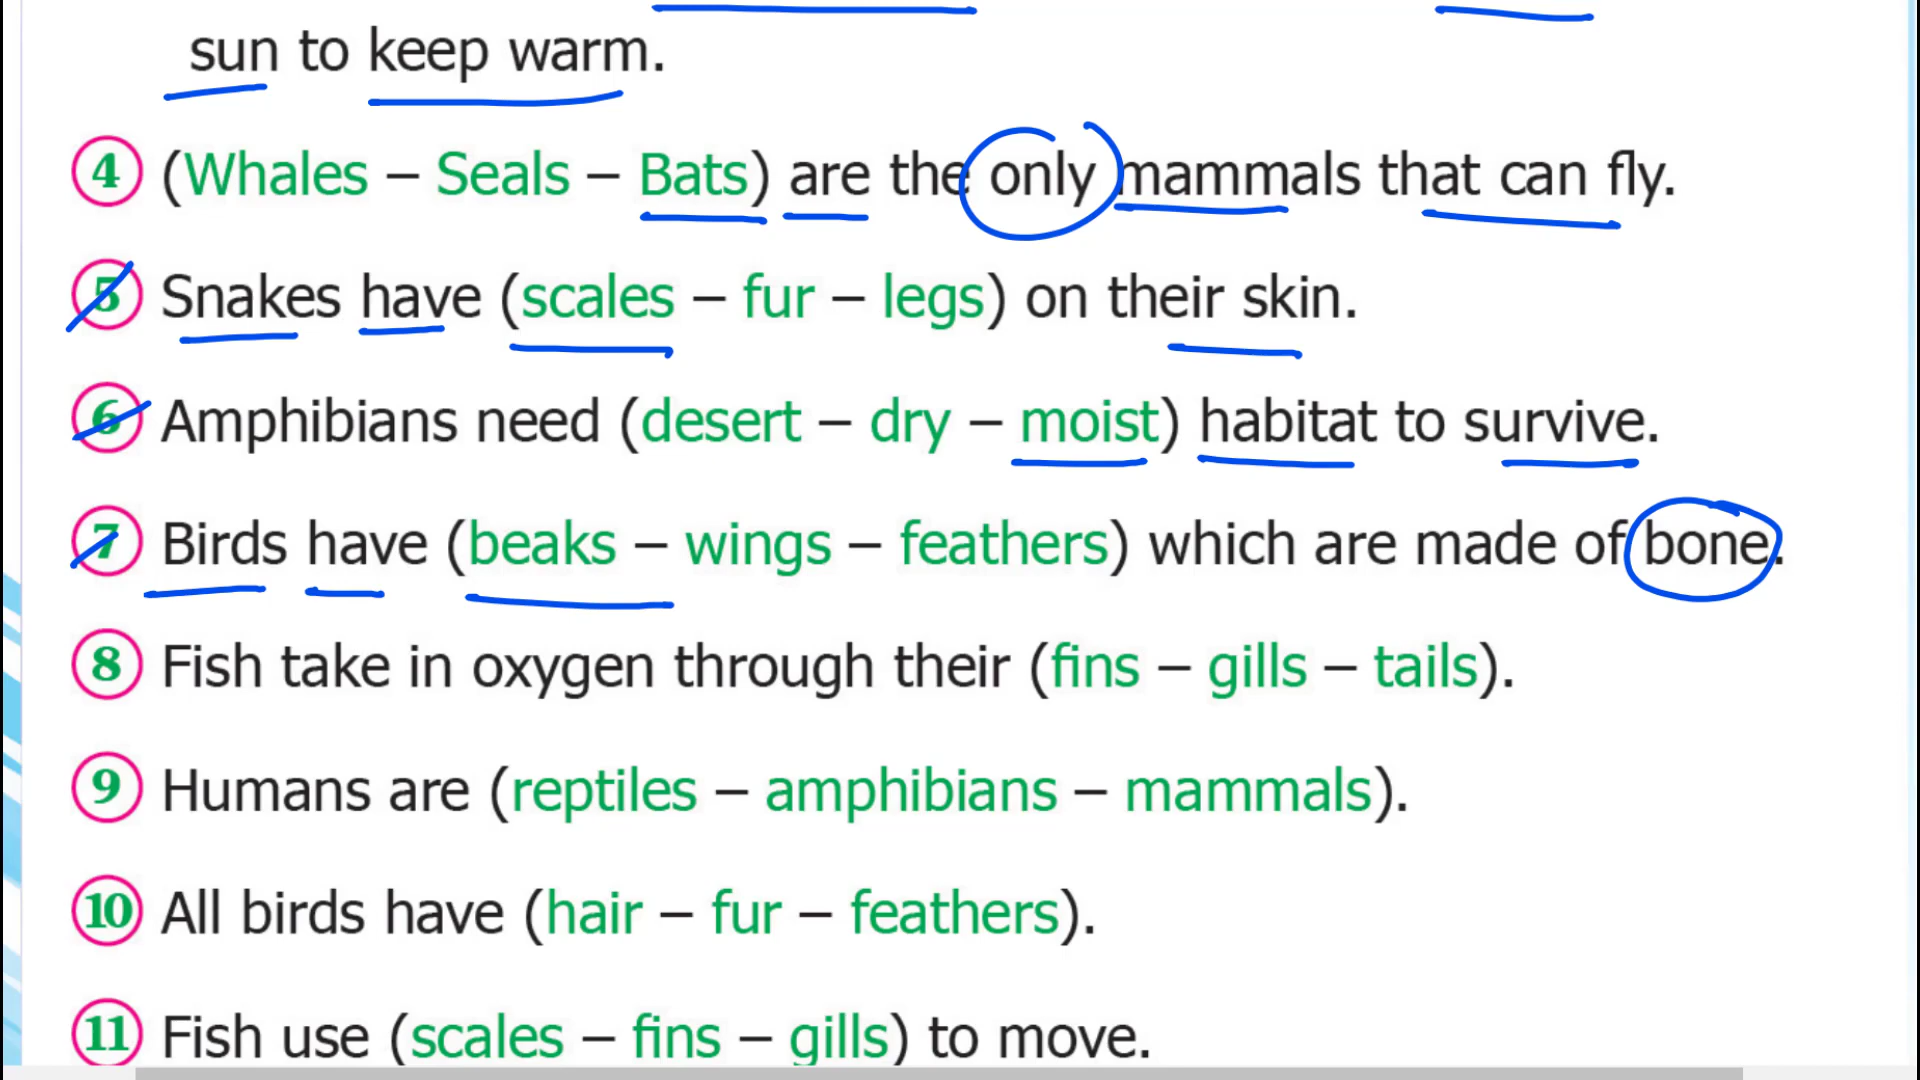 sun to keep warm.
4 (Whales – Seals – Bats) are the only mammals that can fly.
5 Snakes have (scales – fur – legs) on their skin.
6 Amphibians need (desert – dry – moist) habitat to survive.
7 Birds have (beaks – wings – feathers) which are made of bone.
8 Fish take in oxygen through their (fins – gills – tails).
9 Humans are (reptiles – amphibians – mammals).
10 All birds have (hair – fur – feathers).
11 Fish use (scales – fins – gills) to move.